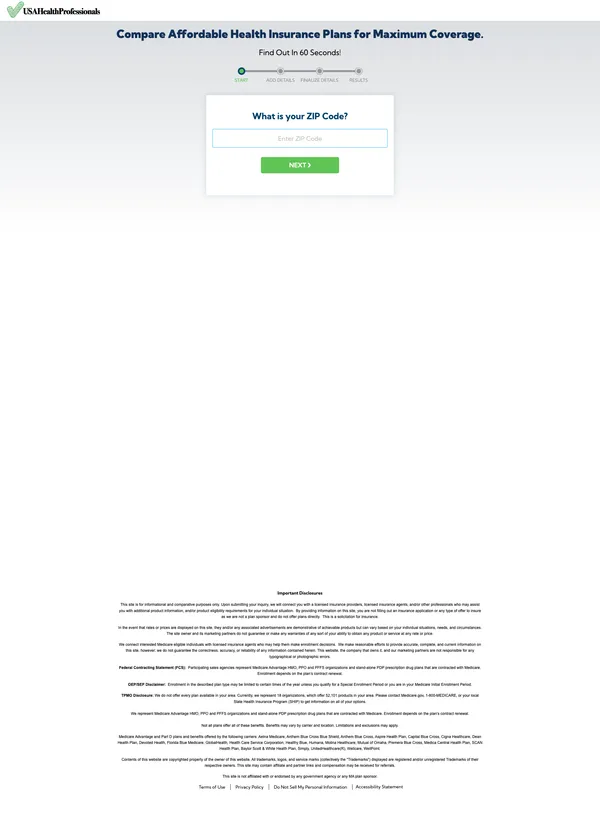 USAHealthProfessionals
Compare Affordable Health Insurance Plans for Maximum Coverage.
Find Out In 60 Seconds!
START ADD DETAILS FINALIZE DETAILS RESULTS
What is your ZIP Code?
Enter ZIP Code
NEXT
Important Disclosures
This site is for informational and comparative purposes only. Upon submitting your inquiry, we will connect you with a licensed insurance providers, licensed insurance agents, and/or other professionals who may assist
you with additional product information, and/or product eligibility requirements for your individual situation. By providing information on this site, you are not filling out an insurance application or any type of offer to insure
as we are not a plan sponsor and do not offer plans directly. This is a solicitation for insurance.
In the event that rates or prices are displayed on this site, they and/or any associated advertisements are demonstrative of achievable products but can vary based on your individual situations, needs, and circumstances.
The site owner and its marketing partners do not guarantee or make any warranties of any sort of your ability to obtain any product or service at any rate or price.
We connect interested Medicare eligible individuals with licensed insurance agents who may help them make enrollment decisions. We make reasonable efforts to provide accurate, complete, and current information on
this site, however, we do not guarantee the correctness, accuracy, or reliability of any information contained herein. This website, the company that owns it, and our marketing partners are not responsible for any
typographical or photographic errors.
Federal Contracting Statement (FCS): Participating sales agencies represent Medicare Advantage HMO, PPO and PFFS organizations and stand-alone PDP prescription drug plans that are contracted with Medicare.
Enrollment depends on the plan's contract renewal.
OEP/SEP Disclaimer: Enrollment in the described plan type may be limited to certain times of the year unless you qualify for a Special Enrollment Period or you are in your Medicare Initial Enrollment Period.
TPMO Disclosure: We do not offer every plan available in your area. Currently, we represent 18 organizations, which offer 52,101 products in your area. Please contact Medicare.gov, 1-800-MEDICARE, or your local
State Health Insurance Program (SHIP) to get information on all of your options.
We represent Medicare Advantage HMO, PPO and PFFS organizations and stand-alone PDP prescription drug plans that are contracted with Medicare. Enrollment depends on the plan's contract renewal.
Not all plans offer all of these benefits. Benefits may vary by carrier and location. Limitations and exclusions may apply.
Medicare Advantage and Part D plans and benefits offered by the following carriers: Aetna Medicare, Anthem Blue Cross Blue Shield, Anthem Blue Cross, Aspire Health Plan, Capital Blue Cross, Cigna Healthcare, Dean
Health Plan, Devoted Health, Florida Blue Medicare, GlobalHealth, Health Care Service Corporation, Healthy Blue, Humana, Molina Healthcare, Mutual of Omaha, Premera Blue Cross, Medica Central Health Plan, SCAN
Health Plan, Baylor Scott & White Health Plan, Simply, UnitedHealthcare(R), Wellcare, WellPoint
Contents of this website are copyrighted property of the owner of this website. All trademarks, logos, and service marks (collectively the "Trademarks") displayed are registered and/or unregistered Trademarks of their
respective owners. This site may contain affiliate and partner links and compensation may be received for referrals.
This site is not affiliated with or endorsed by any government agency or any MA plan sponsor.
Terms of Use | Privacy Policy | Do Not Sell My Personal Information | Accessibility Statement